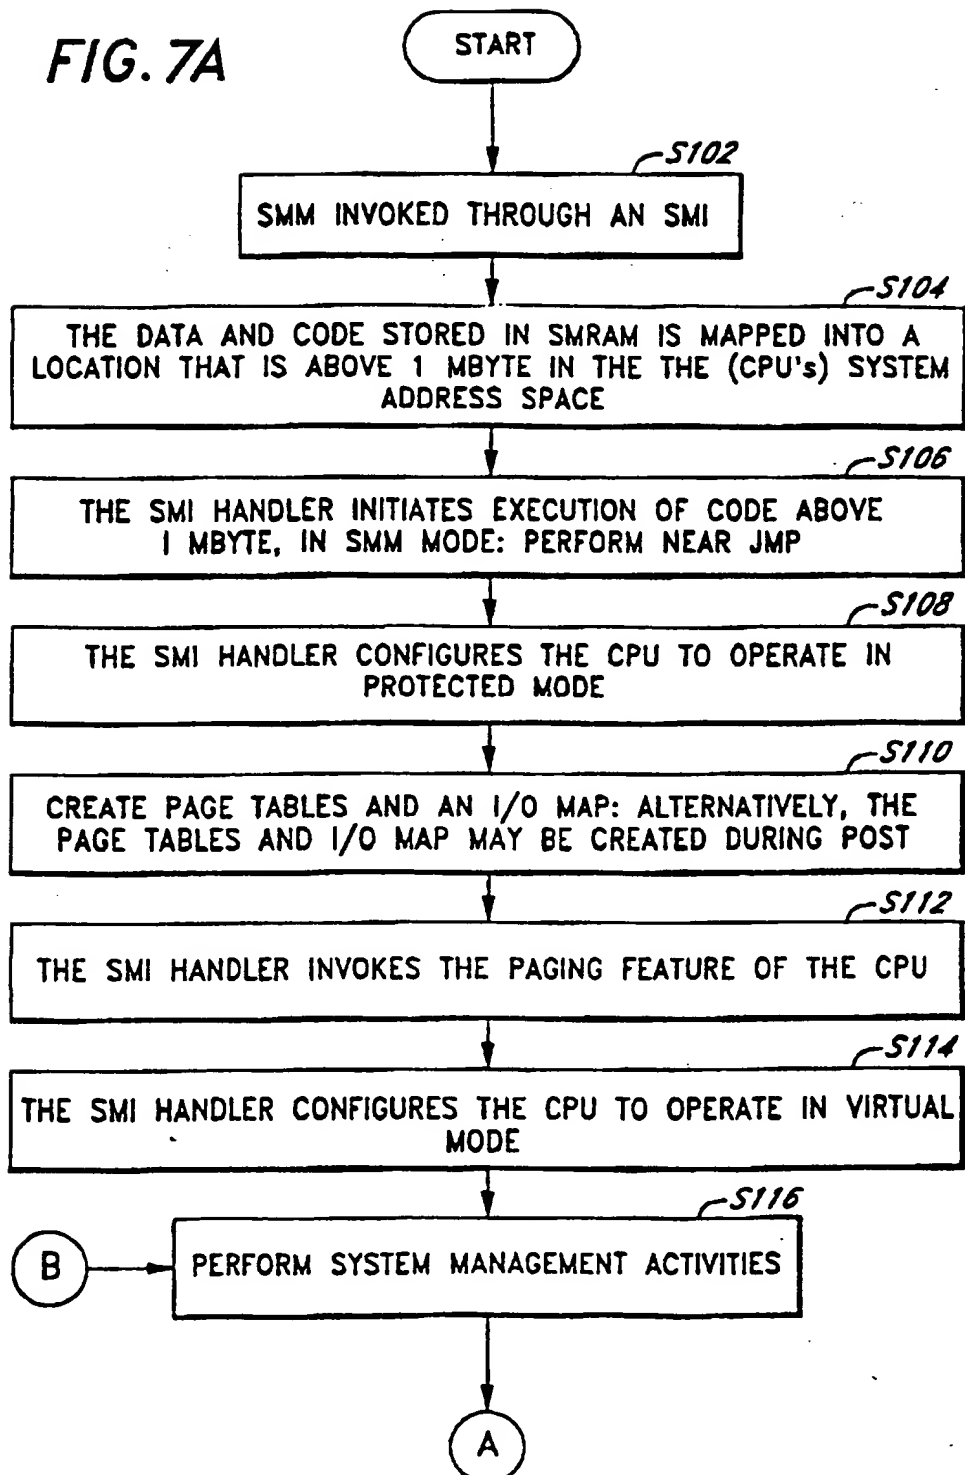 FIG. 7A
START
S102
SMM INVOKED THROUGH AN SMI
S104
THE DATA AND CODE STORED IN SMRAM IS MAPPED INTO A
LOCATION THAT IS ABOVE 1 MBYTE IN THE THE (CPU's) SYSTEM
ADDRESS SPACE
S106
THE SMI HANDLER INITIATES EXECUTION OF CODE ABOVE
1 MBYTE, IN SMM MODE: PERFORM NEAR JMP
S108
THE SMI HANDLER CONFIGURES THE CPU TO OPERATE IN
PROTECTED MODE
S110
CREATE PAGE TABLES AND AN I/O MAP: ALTERNATIVELY, THE
PAGE TABLES AND I/O MAP MAY BE CREATED DURING POST
S112
THE SMI HANDLER INVOKES THE PAGING FEATURE OF THE CPU
S114
THE SMI HANDLER CONFIGURES THE CPU TO OPERATE IN VIRTUAL
MODE
S116
B
PERFORM SYSTEM MANAGEMENT ACTIVITIES
A